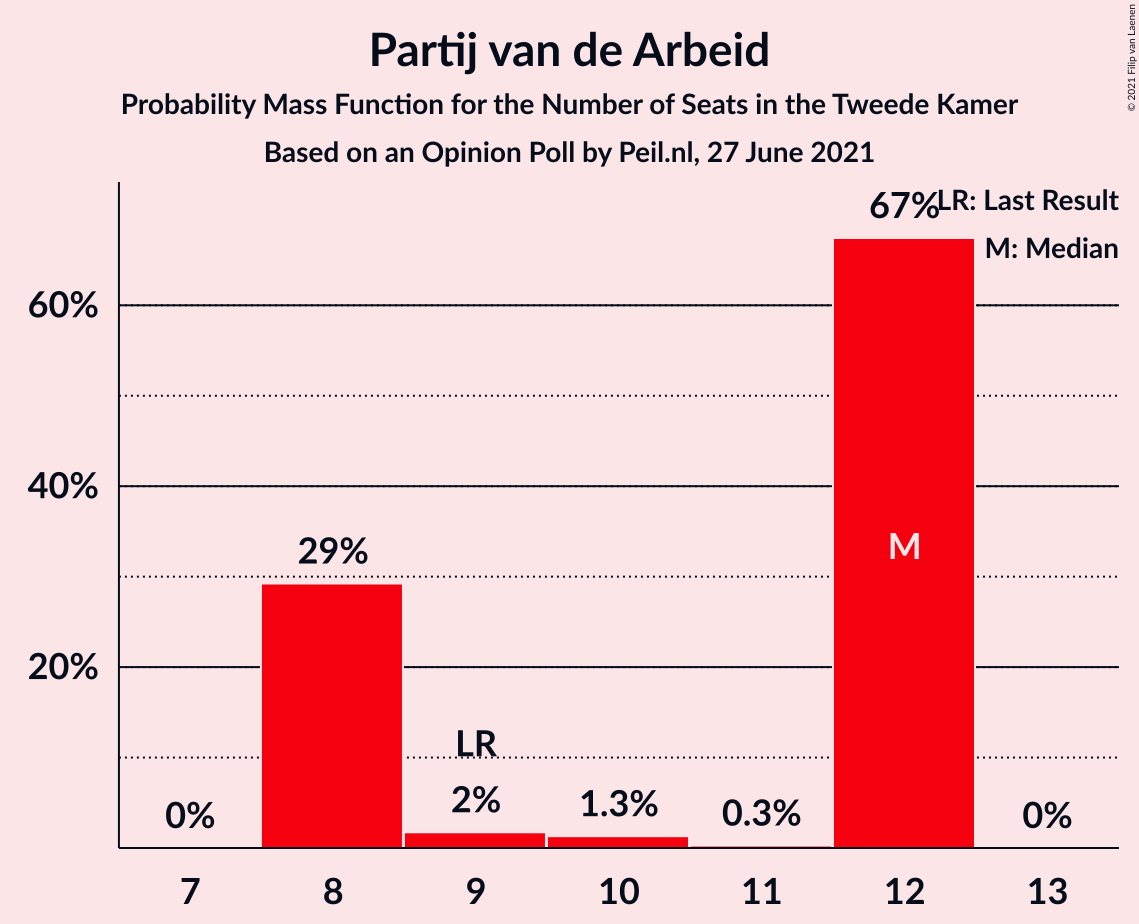 Partij van de Arbeid
Probability Mass Function for the Number of Seats in the Tweede Kamer
Based on an Opinion Poll by Peil.nl, 27 June 2021
© 2021 Filip van Laenen
LR: Last Result
M: Median
67%
60%
40%
M
29%
20%
LR
0%
2%
1.3%
0.3%
0%
7 8 9 10 11 12 13